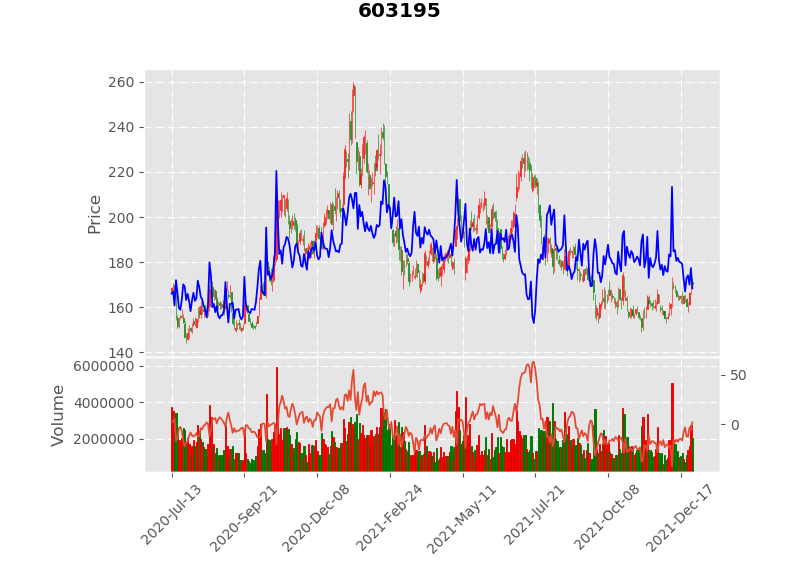 603195
260
240
220
200
180
160
140
Price
6000000
4000000
2000000
Volume
50
0
2020-Jul-13
2020-Sep-21
2020-Dec-08
2021-Feb-24
2021-May-11
2021-Jul-21
2021-Oct-08
2021-Dec-17